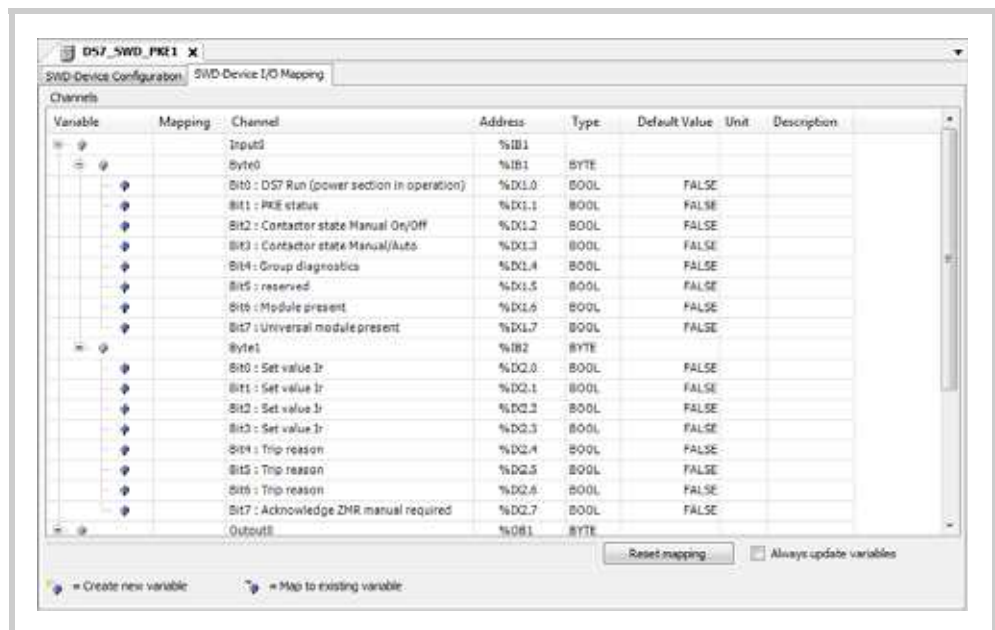 DS7_SWD_PKE1 x
SWD-Device Configuration SWD-Device I/O Mapping
Channels
Variable Mapping Channel Address Type Default Value Unit Description
Input0 %IB1
Byte0 %IB1 BYTE
Bit0 : DS7 Run (power section in operation) %IX1.0 BOOL FALSE
Bit1 : PKE status %IX1.1 BOOL FALSE
Bit2 : Contactor state Manual On/Off %IX1.2 BOOL FALSE
Bit3 : Contactor state Manual/Auto %IX1.3 BOOL FALSE
Bit4 : Group diagnostics %IX1.4 BOOL FALSE
Bit5 : reserved %IX1.5 BOOL FALSE
Bit6 : Module present %IX1.6 BOOL FALSE
Bit7 : Universal module present %IX1.7 BOOL FALSE
Byte1 %IB2 BYTE
Bit0 : Set value Ir %IX2.0 BOOL FALSE
Bit1 : Set value Ir %IX2.1 BOOL FALSE
Bit2 : Set value Ir %IX2.2 BOOL FALSE
Bit3 : Set value Ir %IX2.3 BOOL FALSE
Bit4 : Trip reason %IX2.4 BOOL FALSE
Bit5 : Trip reason %IX2.5 BOOL FALSE
Bit6 : Trip reason %IX2.6 BOOL FALSE
Bit7 : Acknowledge ZMR manual required %IX2.7 BOOL FALSE
Output0 %QB1 BYTE
Reset mapping Always update variables
= Create new variable = Map to existing variable